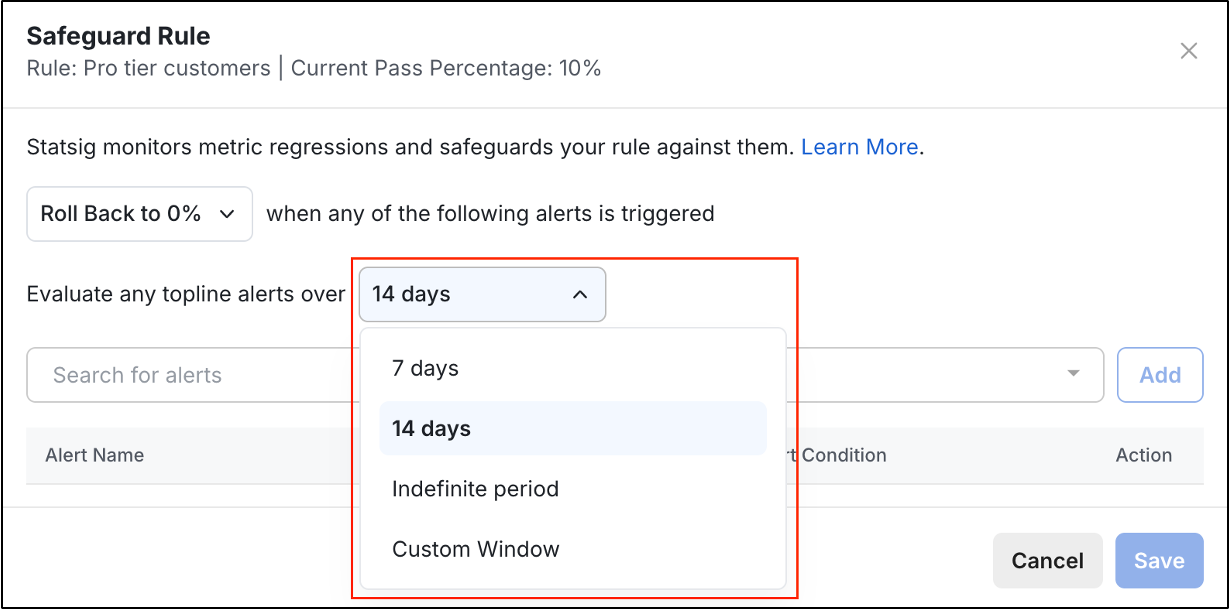 Safeguard Rule
Rule: Pro tier customers | Current Pass Percentage: 10%
Statsig monitors metric regressions and safeguards your rule against them. Learn More.
Roll Back to 0% when any of the following alerts is triggered
Evaluate any topline alerts over 14 days
7 days
14 days
Indefinite period
Custom Window
Search for alerts
Add
Alert Name
Condition
Action
Cancel
Save